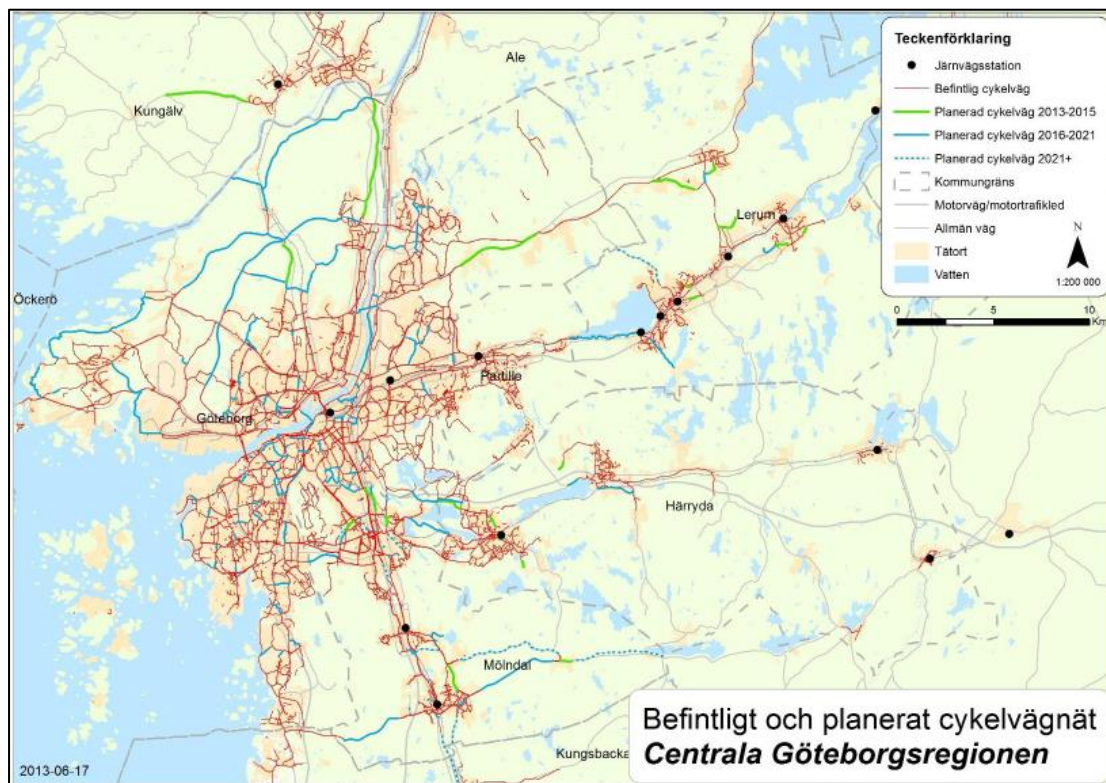 Teckenförklaring
Järnvägsstation
Befintlig cykelväg
Planerad cykelväg 2013-2015
Planerad cykelväg 2016-2021
Planerad cykelväg 2021+
Kommungräns
Motorväg/motortrafikled
Allmän väg
Tätort
Vatten
N
1:200 000
0 5 10
Km
Ale
Kungälv
Lerum
Öckerö
Partille
Göteborg
Härryda
Mölndal
Kungsbacka
Befintligt och planerat cykelvägnät
Centrala Göteborgsregionen
2013-06-17